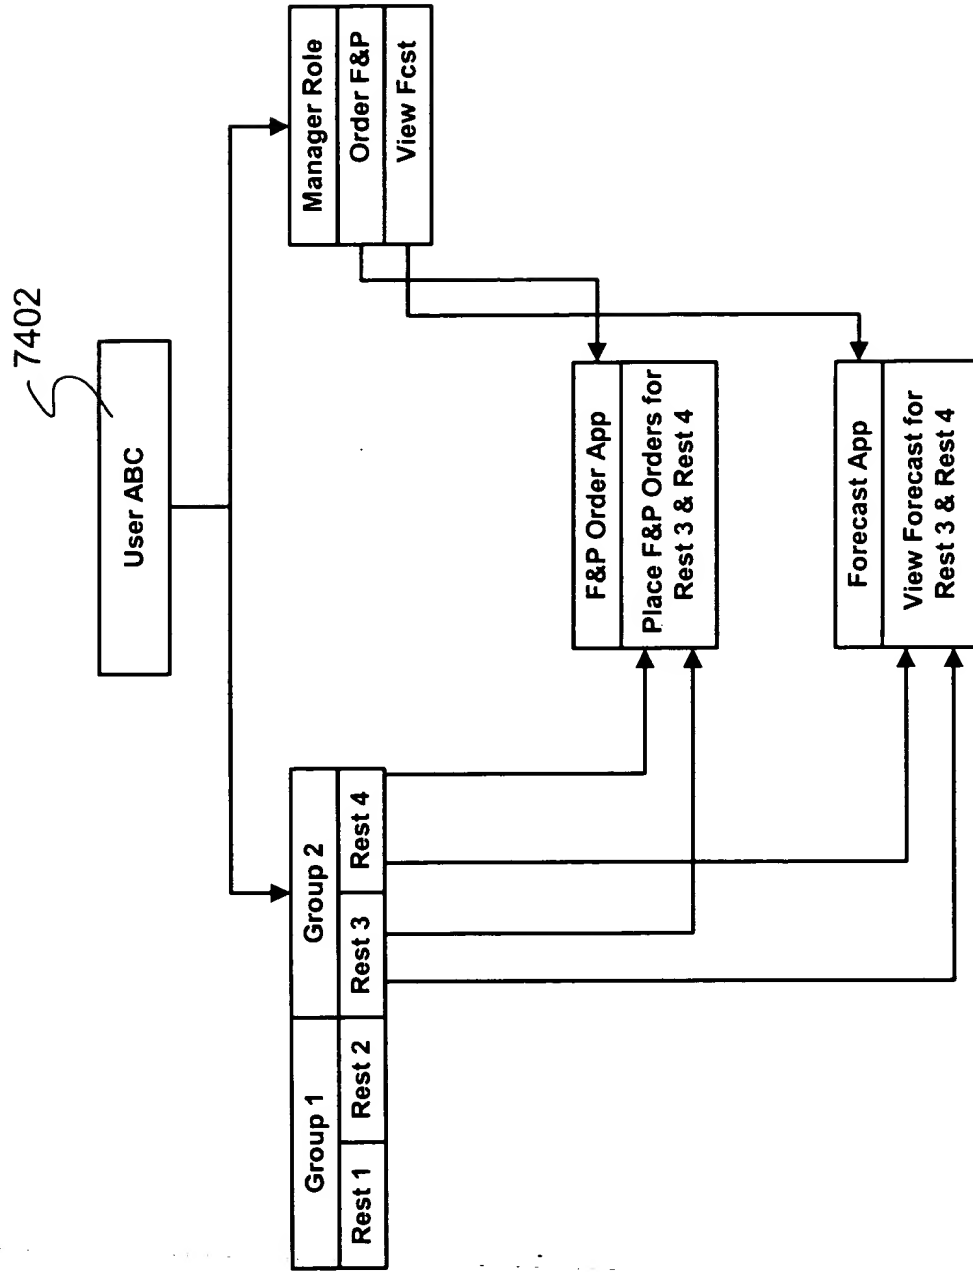 7402
User ABC
Group 1
Group 2
Manager Role
Rest 1
Rest 2
Rest 3
Rest 4
Order F&P
View Fcst
F&P Order App
Place F&P Orders for
Rest 3 & Rest 4
Forecast App
View Forecast for
Rest 3 & Rest 4